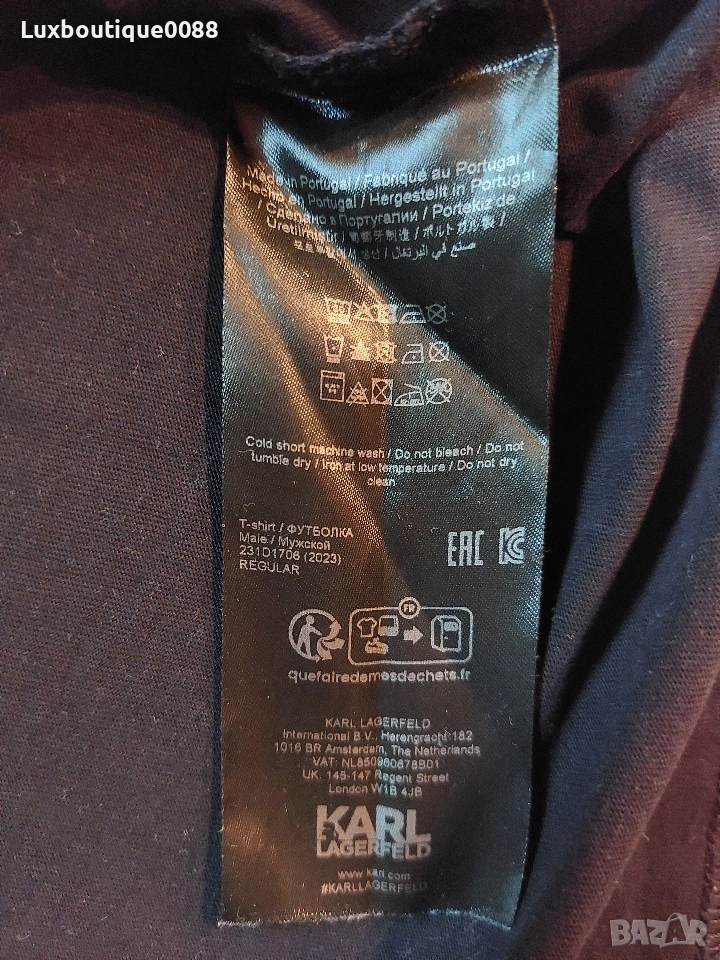 Luxboutique0088
Made in Portugal / Fabriqué au Portugal /
Hecho en Portugal / Hergestellt in Portugal
/ Сделано в Португалии / Portekiz'de
Üretilmiştir / 葡萄牙制造 / ポルトガル製 /
صنع في البرتغال /
Cold short machine wash / Do not bleach / Do not
tumble dry / Iron at low temperature / Do not dry
clean
T-shirt / ФУТБОЛКА
Male / Мужской
231D1706 (2023)
REGULAR
EAC
FR
quefairedemesdechets.fr
KARL LAGERFELD
International B.V., Herengracht 182
1016 BR Amsterdam, The Netherlands
VAT: NL850960878B01
UK: 145-147 Regent Street
London W1B 4JB
KARL
LAGERFELD
www.karl.com
#KARLLAGERFELD
BAZAR